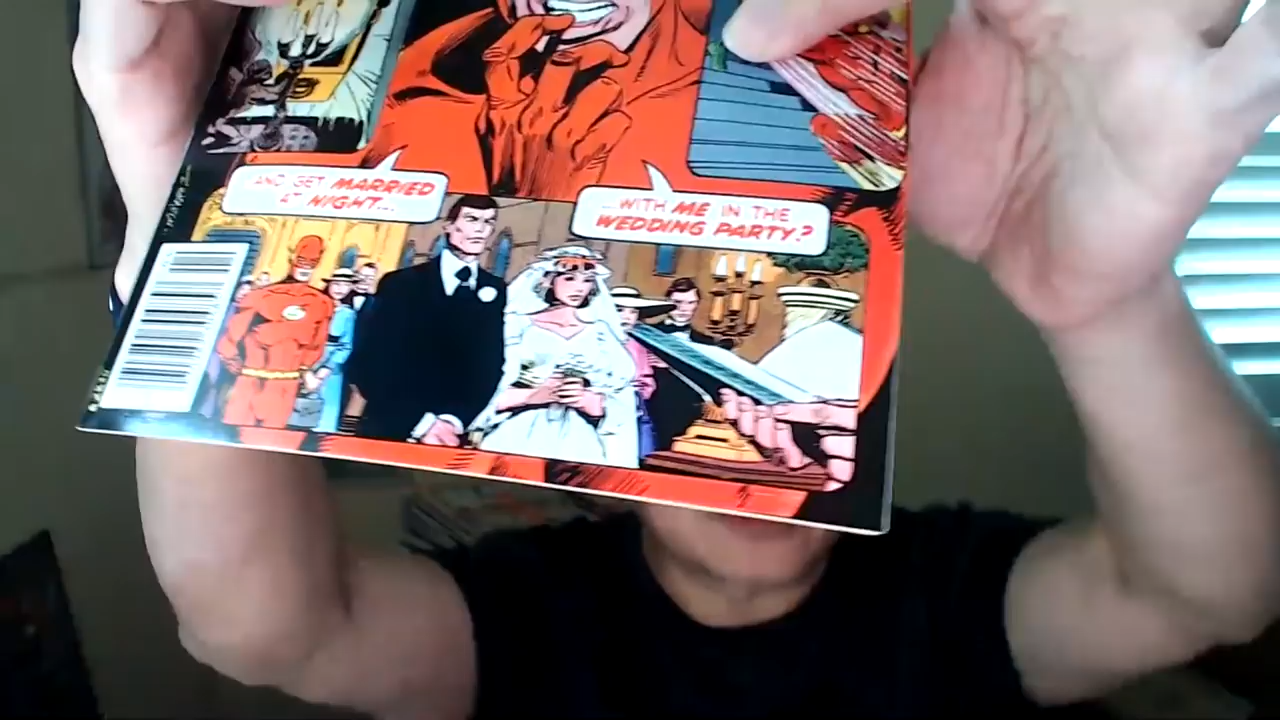 AND GET MARRIED
AT NIGHT...
...WITH ME IN THE
WEDDING PARTY?